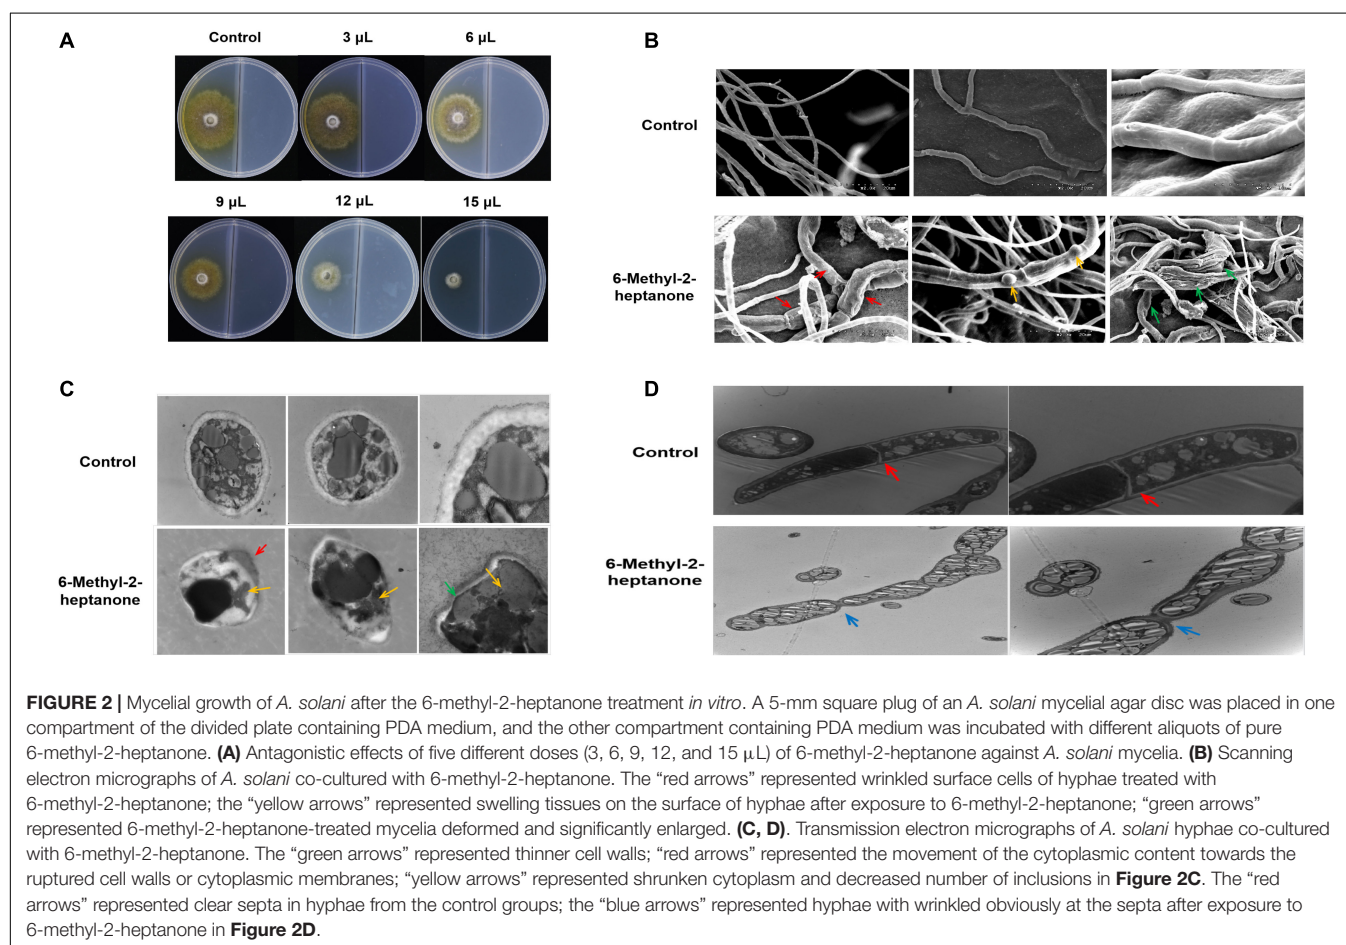 A
Control
3 µL
6 µL
9 µL
12 µL
15 µL
B
Control
6-Methyl-2-
heptanone
C
Control
6-Methyl-2-
heptanone
D
Control
6-Methyl-2-
heptanone
FIGURE 2 | Mycelial growth of A. solani after the 6-methyl-2-heptanone treatment in vitro. A 5-mm square plug of an A. solani mycelial agar disc was placed in one
compartment of the divided plate containing PDA medium, and the other compartment containing PDA medium was incubated with different aliquots of pure
6-methyl-2-heptanone. (A) Antagonistic effects of five different doses (3, 6, 9, 12, and 15 µL) of 6-methyl-2-heptanone against A. solani mycelia. (B) Scanning
electron micrographs of A. solani co-cultured with 6-methyl-2-heptanone. The “red arrows” represented wrinkled surface cells of hyphae treated with
6-methyl-2-heptanone; the “yellow arrows” represented swelling tissues on the surface of hyphae after exposure to 6-methyl-2-heptanone; “green arrows”
represented 6-methyl-2-heptanone-treated mycelia deformed and significantly enlarged. (C, D). Transmission electron micrographs of A. solani hyphae co-cultured
with 6-methyl-2-heptanone. The “green arrows” represented thinner cell walls; “red arrows” represented the movement of the cytoplasmic content towards the
ruptured cell walls or cytoplasmic membranes; “yellow arrows” represented shrunken cytoplasm and decreased number of inclusions in Figure 2C. The “red
arrows” represented clear septa in hyphae from the control groups; the “blue arrows” represented hyphae with wrinkled obviously at the septa after exposure to
6-methyl-2-heptanone in Figure 2D.